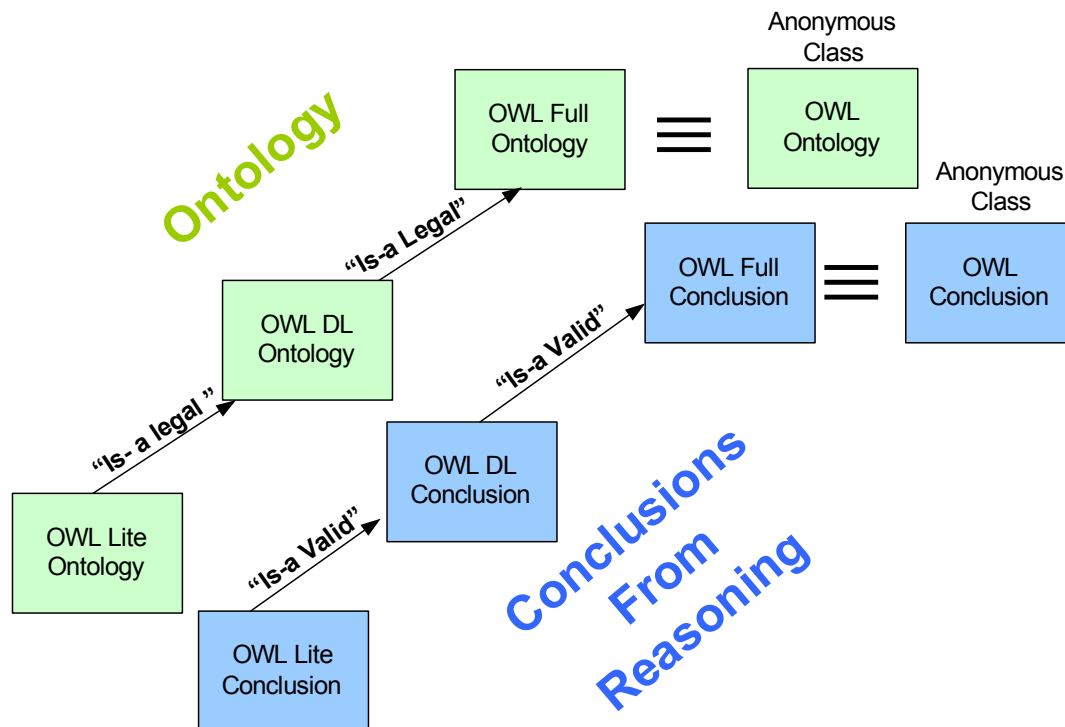 Anonymous
Class
OWL Full
Ontology
≡
OWL
Ontology
Ontology
“Is-a Legal”
Anonymous
Class
OWL Full
Conclusion
≡
OWL
Conclusion
OWL DL
Ontology
“Is-a Valid”
“Is- a legal ”
OWL DL
Conclusion
OWL Lite
Ontology
“Is-a Valid”
Conclusions
From
Reasoning
OWL Lite
Conclusion